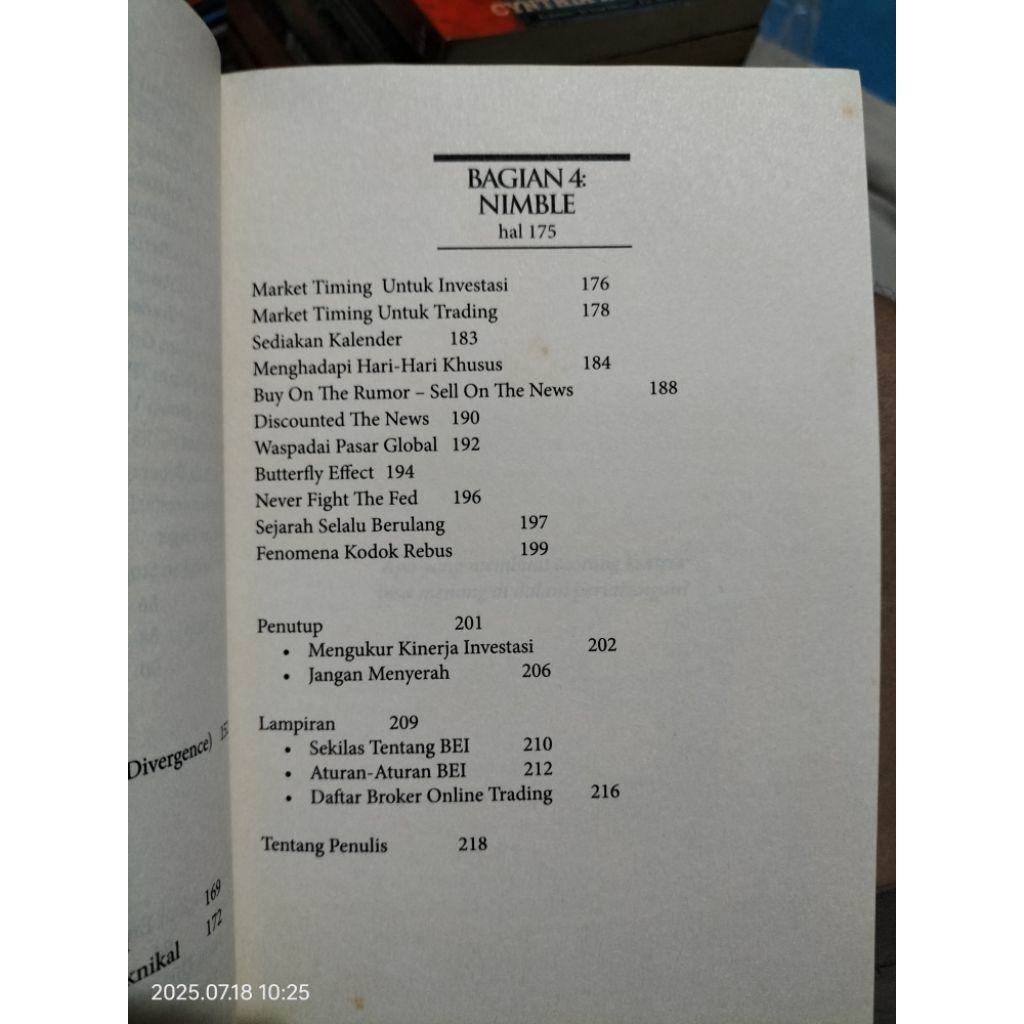 CYNTHIA
BAGIAN 4:
NIMBLE
hal 175
Market Timing Untuk Investasi 176
Market Timing Untuk Trading 178
Sediakan Kalender 183
Menghadapi Hari-Hari Khusus 184
Buy On The Rumor – Sell On The News 188
Discounted The News 190
Waspadai Pasar Global 192
Butterfly Effect 194
Never Fight The Fed 196
Sejarah Selalu Berulang 197
Fenomena Kodok Rebus 199
Penutup 201
• Mengukur Kinerja Investasi 202
• Jangan Menyerah 206
Lampiran 209
• Sekilas Tentang BEI 210
• Aturan-Aturan BEI 212
• Daftar Broker Online Trading 216
Tentang Penulis 218
Divergence)
169
172
knikal
2025.07.18 10:25